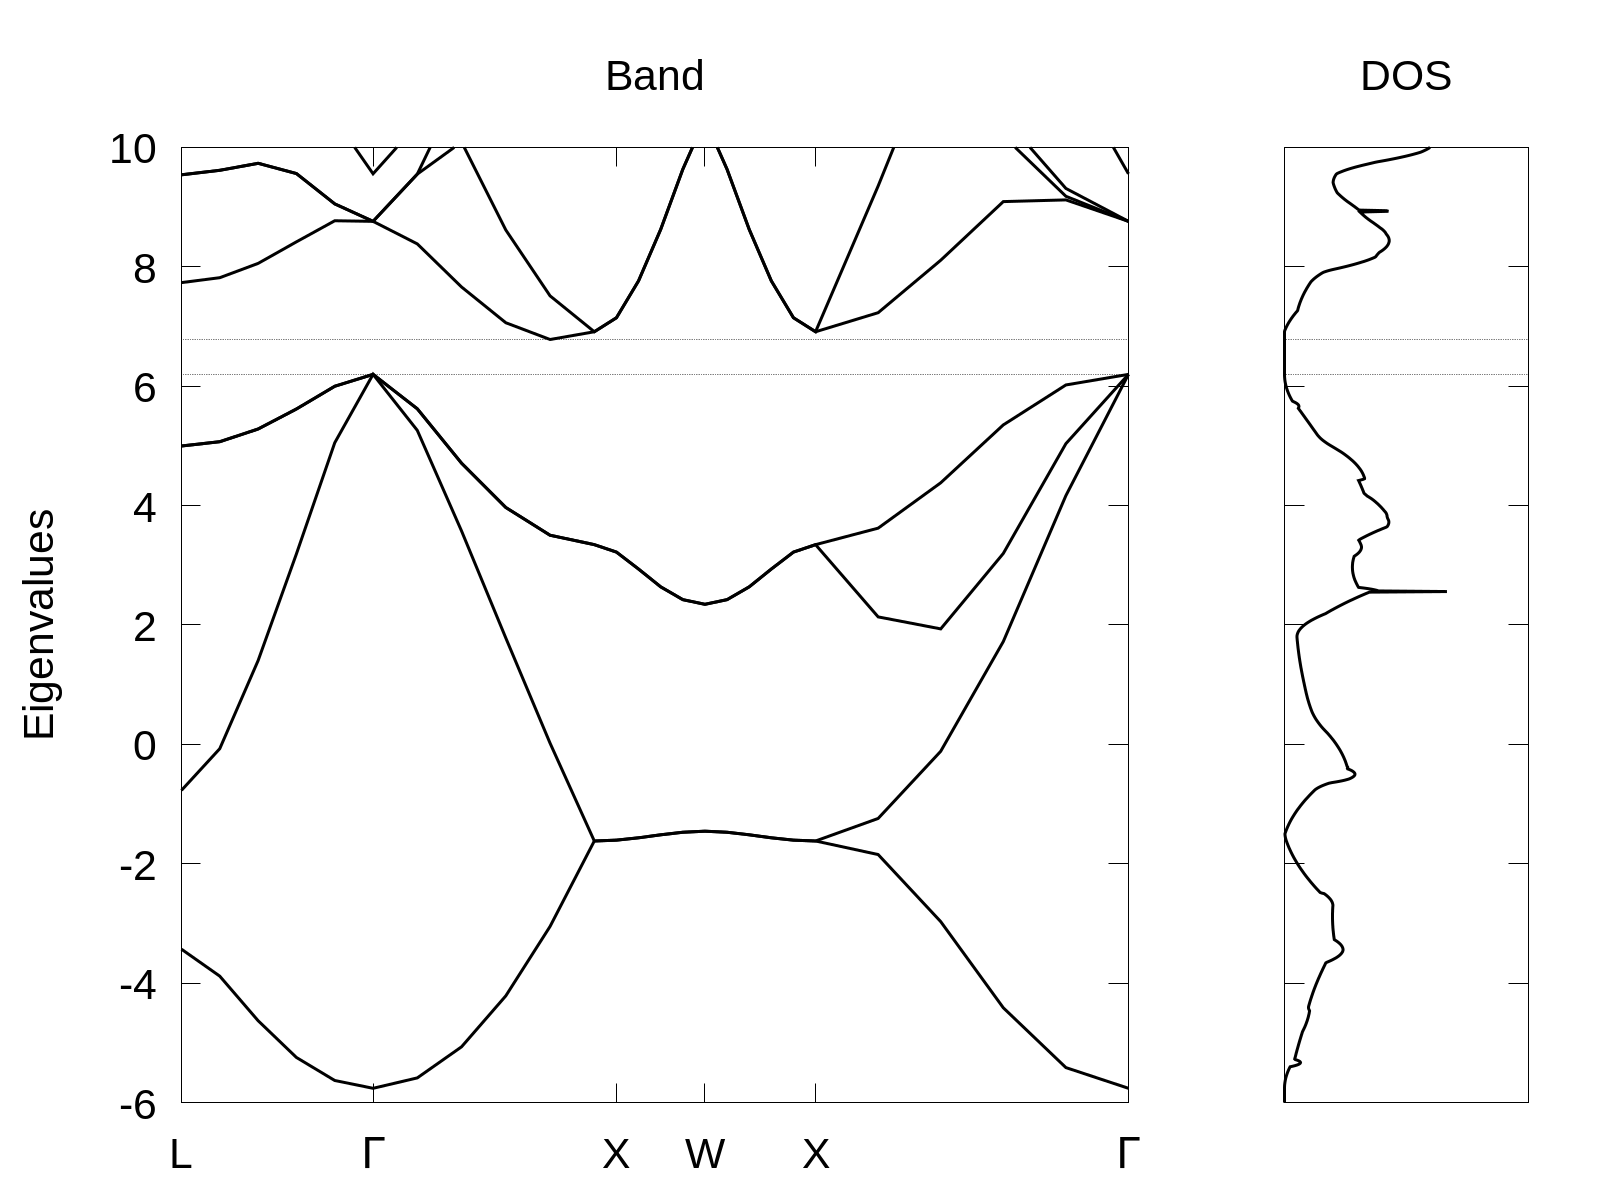 Band
DOS
Eigenvalues
10
8
6
4
2
0
-2
-4
-6
L Γ X W X Γ